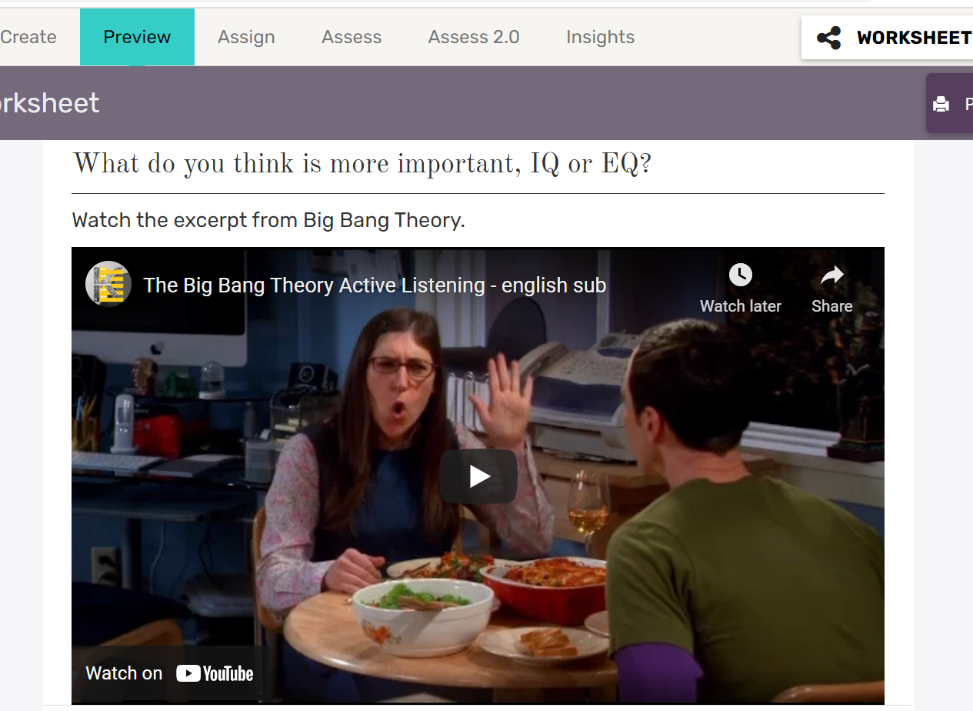 Create Preview Assign Assess Assess 2.0 Insights WORKSHEET
rksheet P
What do you think is more important, IQ or EQ?
Watch the excerpt from Big Bang Theory.
The Big Bang Theory Active Listening - english sub
Watch later Share
Watch on YouTube